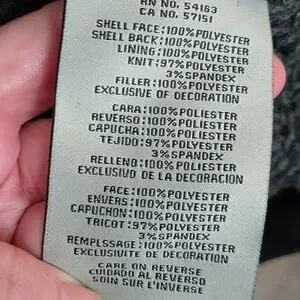 RN NO. 54163
CA NO. 57151
SHELL FACE:100%POLYESTER
SHELL BACK:100%POLYESTER
LINING:100%POLYESTER
KNIT:97%POLYESTER
3%SPANDEX
FILLER:100%POLYESTER
EXCLUSIVE OF DECORATION
CARA:100%POLIESTER
REVERSO:100%POLIESTER
CAPUCHA:100%POLIESTER
TEJIDO:97%POLIESTER
3%SPANDEX
RELLENO:100%POLIESTER
EXCLUSIVO DE LA DECORACION
FACE:100%POLYESTER
ENVERS:100%POLYESTER
CAPUCHON:100%POLYESTER
TRICOT:97%POLYESTER
3%SPANDEX
REMPLSSAGE:100%POLYESTER
EXCLUSIVITE DE DECORATION
CARE ON REVERSE
CUIDADO AL REVERSO
SOIN SUR L'INVERSE